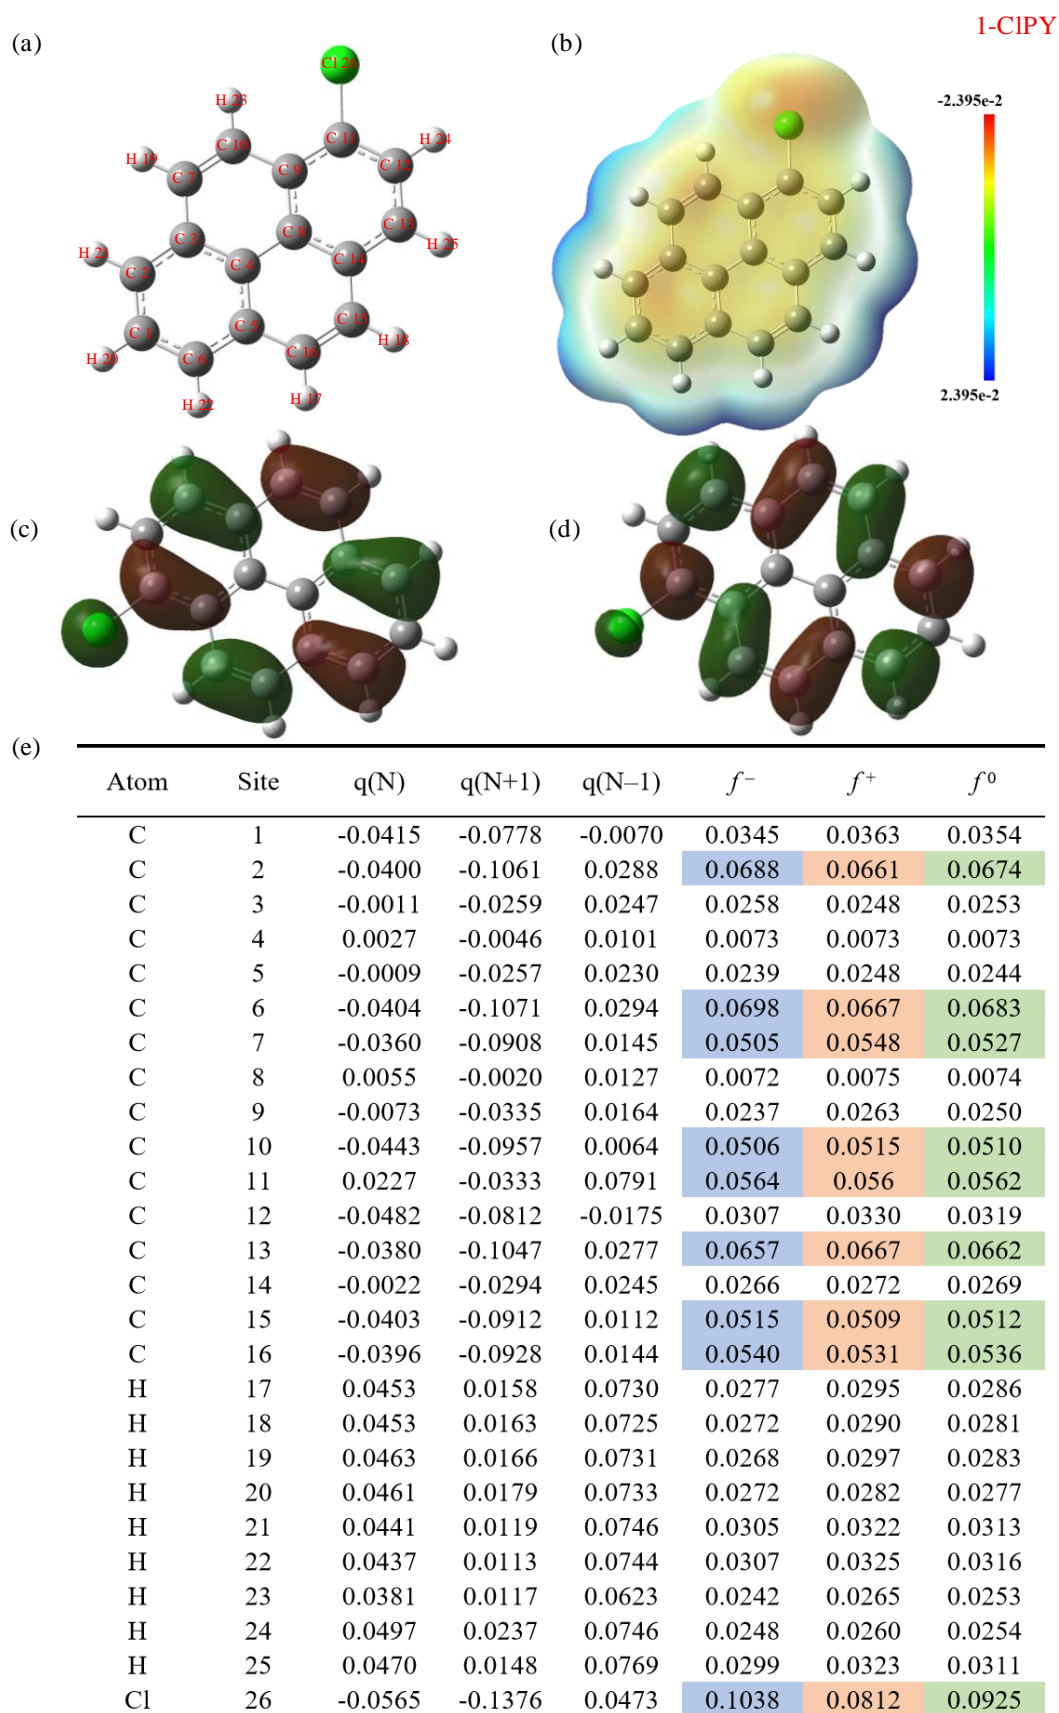 1-ClPY
(a)
(b)
Cl 26
H 23
C 11
H 24
C 10
C 12
H 19
C 7
C 9
C 13
H 25
C 8
H 21
C 3
C 14
C 2
C 4
C 1
C 5
C 15
H 18
H 20
C 6
C 16
H 22
H 17
-2.395e-2
2.395e-2
(c)
(d)
(e)
Atom Site q(N) q(N+1) q(N–1) f⁻ f⁺ f⁰
C 1 -0.0415 -0.0778 -0.0070 0.0345 0.0363 0.0354
C 2 -0.0400 -0.1061 0.0288 0.0688 0.0661 0.0674
C 3 -0.0011 -0.0259 0.0247 0.0258 0.0248 0.0253
C 4 0.0027 -0.0046 0.0101 0.0073 0.0073 0.0073
C 5 -0.0009 -0.0257 0.0230 0.0239 0.0248 0.0244
C 6 -0.0404 -0.1071 0.0294 0.0698 0.0667 0.0683
C 7 -0.0360 -0.0908 0.0145 0.0505 0.0548 0.0527
C 8 0.0055 -0.0020 0.0127 0.0072 0.0075 0.0074
C 9 -0.0073 -0.0335 0.0164 0.0237 0.0263 0.0250
C 10 -0.0443 -0.0957 0.0064 0.0506 0.0515 0.0510
C 11 0.0227 -0.0333 0.0791 0.0564 0.056 0.0562
C 12 -0.0482 -0.0812 -0.0175 0.0307 0.0330 0.0319
C 13 -0.0380 -0.1047 0.0277 0.0657 0.0667 0.0662
C 14 -0.0022 -0.0294 0.0245 0.0266 0.0272 0.0269
C 15 -0.0403 -0.0912 0.0112 0.0515 0.0509 0.0512
C 16 -0.0396 -0.0928 0.0144 0.0540 0.0531 0.0536
H 17 0.0453 0.0158 0.0730 0.0277 0.0295 0.0286
H 18 0.0453 0.0163 0.0725 0.0272 0.0290 0.0281
H 19 0.0463 0.0166 0.0731 0.0268 0.0297 0.0283
H 20 0.0461 0.0179 0.0733 0.0272 0.0282 0.0277
H 21 0.0441 0.0119 0.0746 0.0305 0.0322 0.0313
H 22 0.0437 0.0113 0.0744 0.0307 0.0325 0.0316
H 23 0.0381 0.0117 0.0623 0.0242 0.0265 0.0253
H 24 0.0497 0.0237 0.0746 0.0248 0.0260 0.0254
H 25 0.0470 0.0148 0.0769 0.0299 0.0323 0.0311
Cl 26 -0.0565 -0.1376 0.0473 0.1038 0.0812 0.0925